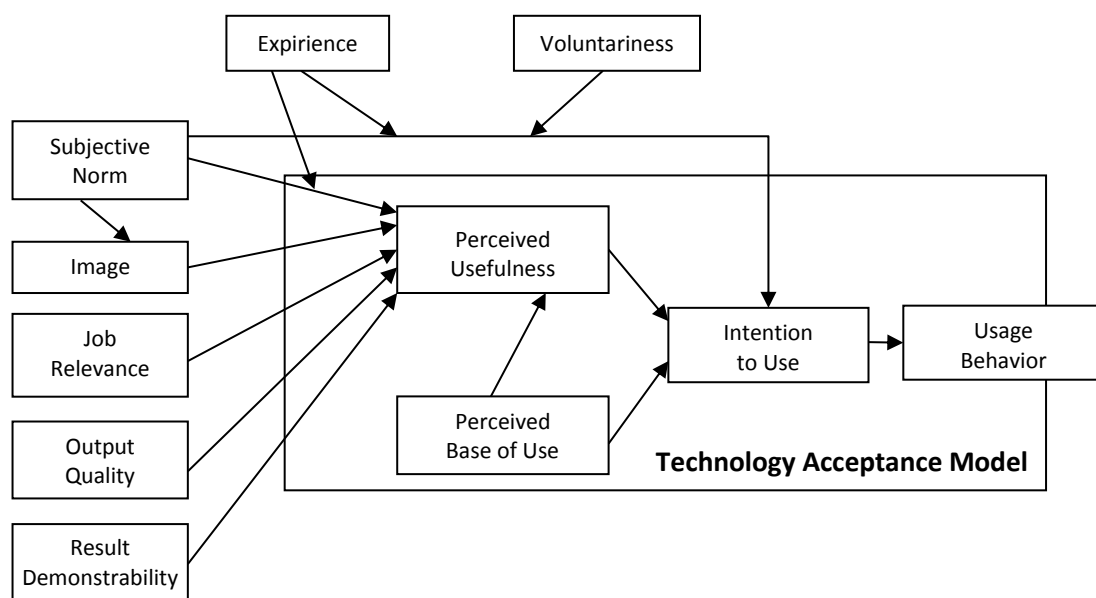 Expirience
Voluntariness
Subjective
Norm
Image
Job
Relevance
Output
Quality
Result
Demonstrability
Perceived
Usefulness
Perceived
Base of Use
Intention
to Use
Usage
Behavior
Technology Acceptance Model